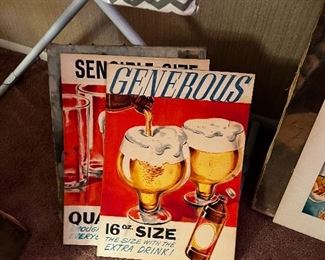 SENSIBLE SIZE
QUA
GENEROUS
16 oz. SIZE
THE SIZE WITH THE
EXTRA DRINK!